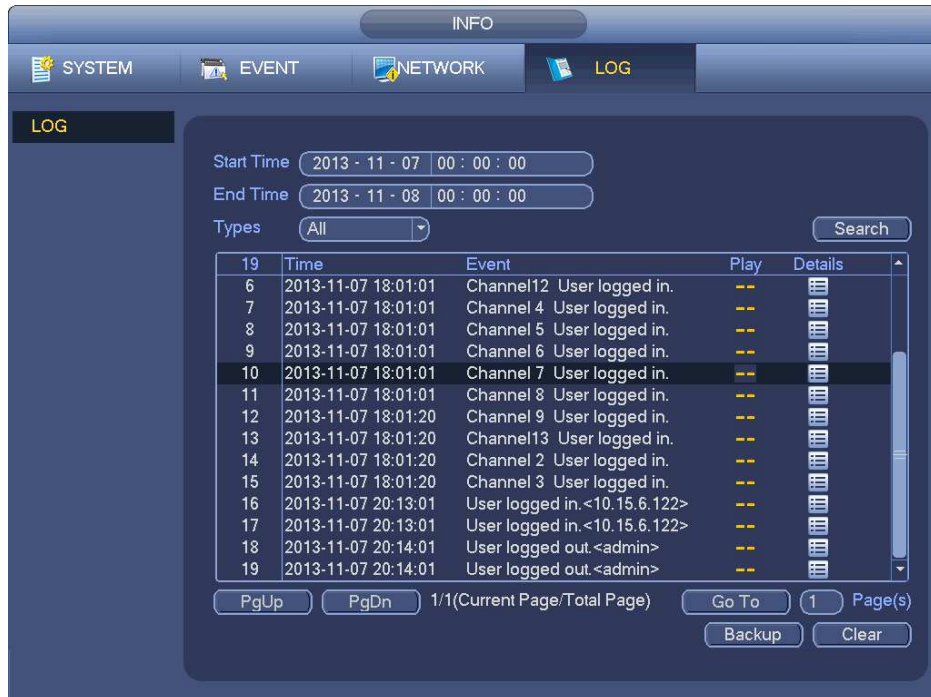 INFO
SYSTEM EVENT NETWORK LOG
LOG
Start Time 2013 - 11 - 07 00 : 00 : 00
End Time 2013 - 11 - 08 00 : 00 : 00
Types All Search
19 Time Event Play Details
6 2013-11-07 18:01:01 Channel12 User logged in. --
7 2013-11-07 18:01:01 Channel 4 User logged in. --
8 2013-11-07 18:01:01 Channel 5 User logged in. --
9 2013-11-07 18:01:01 Channel 6 User logged in. --
10 2013-11-07 18:01:01 Channel 7 User logged in. --
11 2013-11-07 18:01:01 Channel 8 User logged in. --
12 2013-11-07 18:01:20 Channel 9 User logged in. --
13 2013-11-07 18:01:20 Channel13 User logged in. --
14 2013-11-07 18:01:20 Channel 2 User logged in. --
15 2013-11-07 18:01:20 Channel 3 User logged in. --
16 2013-11-07 20:13:01 User logged in.<10.15.6.122> --
17 2013-11-07 20:13:01 User logged in.<10.15.6.122> --
18 2013-11-07 20:14:01 User logged out.<admin> --
19 2013-11-07 20:14:01 User logged out.<admin> --
PgUp PgDn 1/1(Current Page/Total Page) Go To 1 Page(s)
Backup Clear